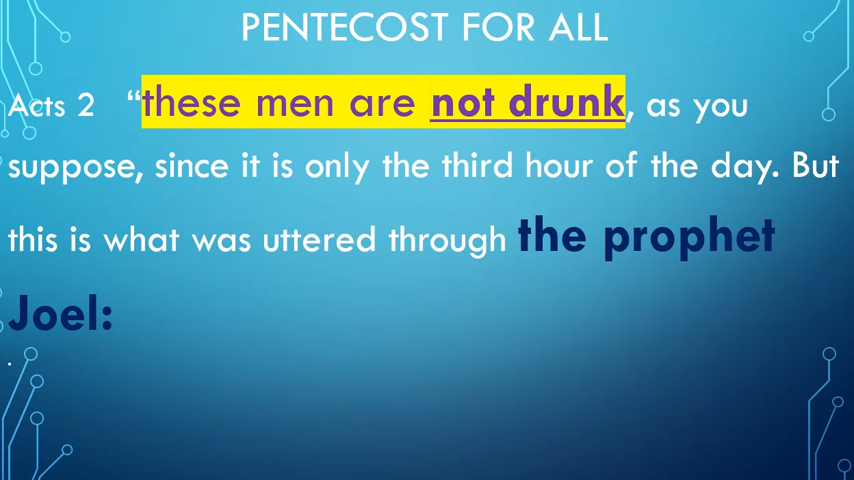 PENTECOST FOR ALL
Acts 2 “these men are not drunk, as you
suppose, since it is only the third hour of the day. But
this is what was uttered through the prophet
Joel:
.